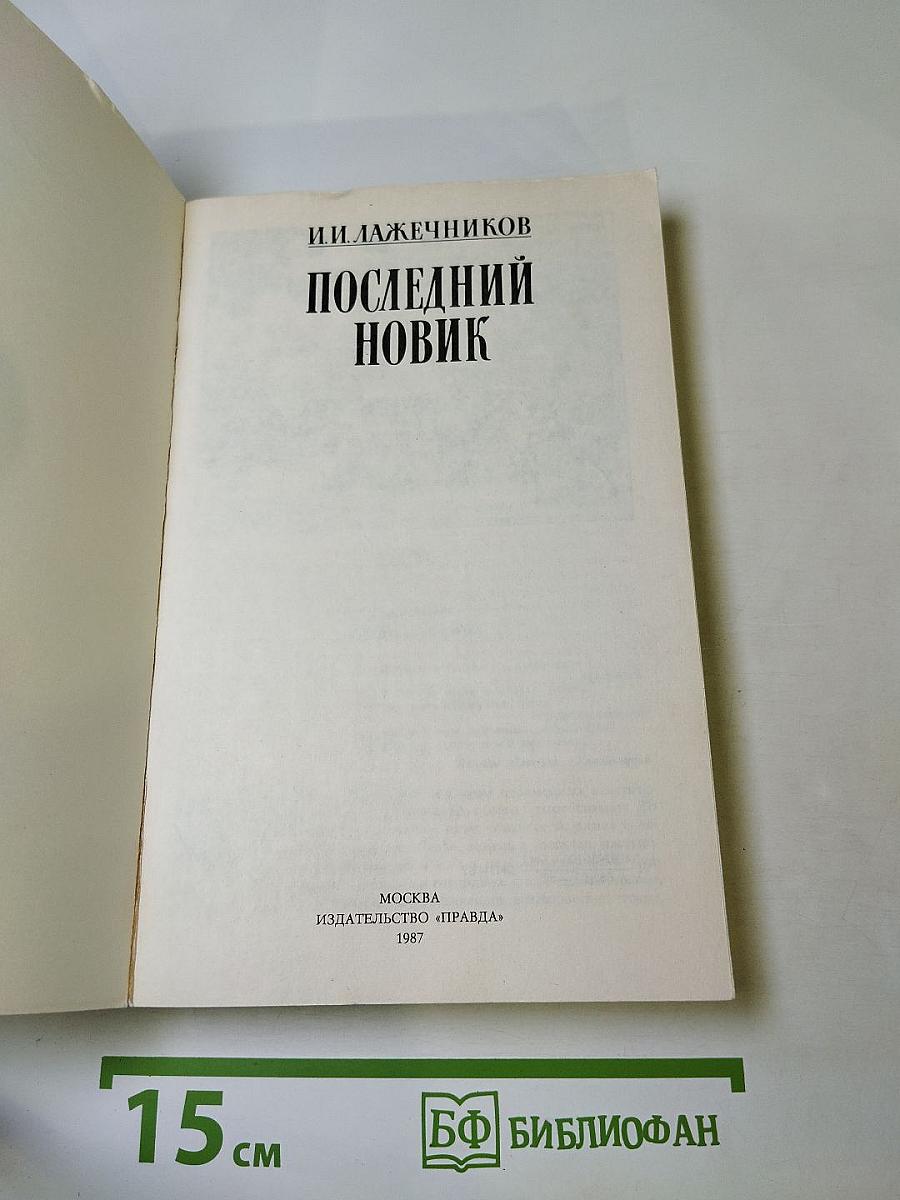 И.И.ЛАЖЕЧНИКОВ
ПОСЛЕДНИЙ
НОВИК
МОСКВА
ИЗДАТЕЛЬСТВО «ПРАВДА»
1987
15 см
БФ БИБЛИОФАН